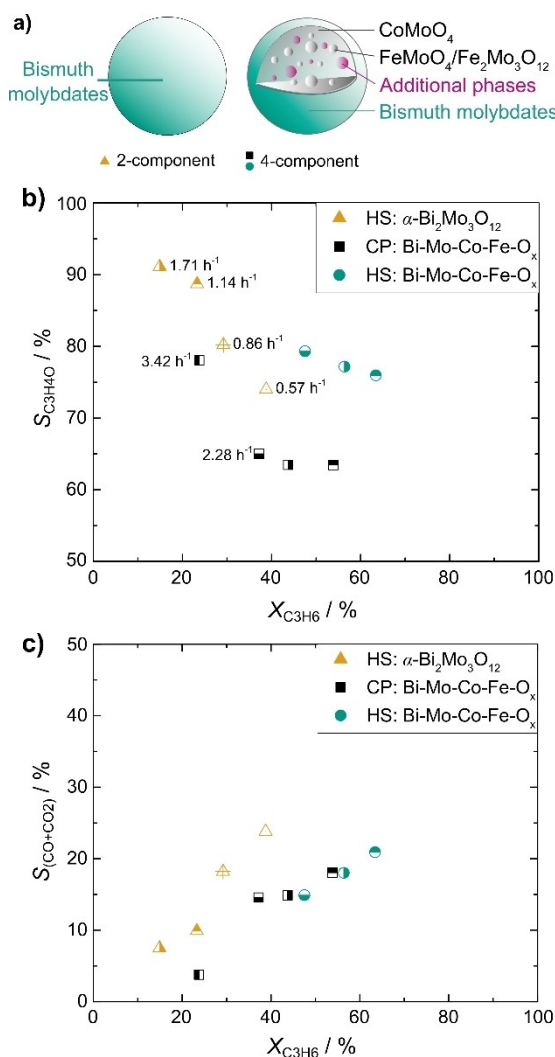 a)
Bismuth
molybdates
CoMoO₄
FeMoO₄/Fe₂Mo₃O₁₂
Additional phases
Bismuth molybdates
2-component
4-component
b)
100
90
80
70
60
50
S_C3H4O / %
HS: α-Bi₂Mo₃O₁₂
CP: Bi-Mo-Co-Fe-Oₓ
HS: Bi-Mo-Co-Fe-Oₓ
1.71 h⁻¹
1.14 h⁻¹
0.86 h⁻¹
3.42 h⁻¹
0.57 h⁻¹
2.28 h⁻¹
0 20 40 60 80 100
X_C3H6 / %
c)
50
40
30
20
10
0
S_(CO+CO2) / %
HS: α-Bi₂Mo₃O₁₂
CP: Bi-Mo-Co-Fe-Oₓ
HS: Bi-Mo-Co-Fe-Oₓ
0 20 40 60 80 100
X_C3H6 / %